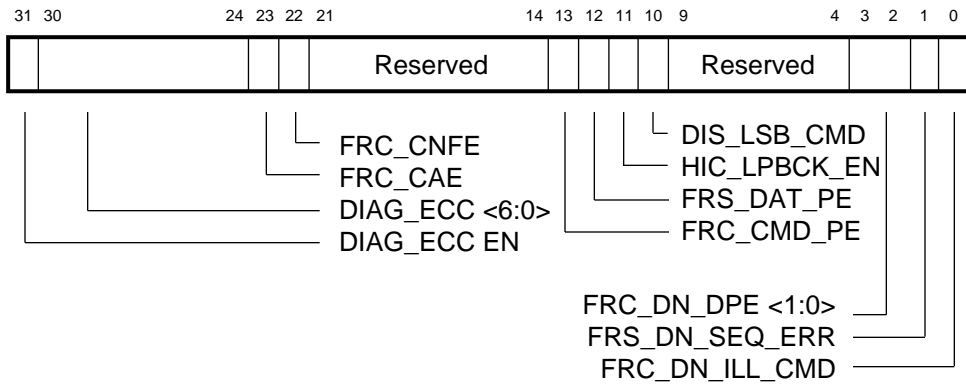 31 30 24 23 22 21 14 13 12 11 10 9 4 3 2 1 0
Reserved Reserved
FRC_CNFE
FRC_CAE
DIAG_ECC <6:0>
DIAG_ECC EN
DIS_LSB_CMD
HIC_LPBCK_EN
FRS_DAT_PE
FRC_CMD_PE
FRC_DN_DPE <1:0>
FRS_DN_SEQ_ERR
FRC_DN_ILL_CMD